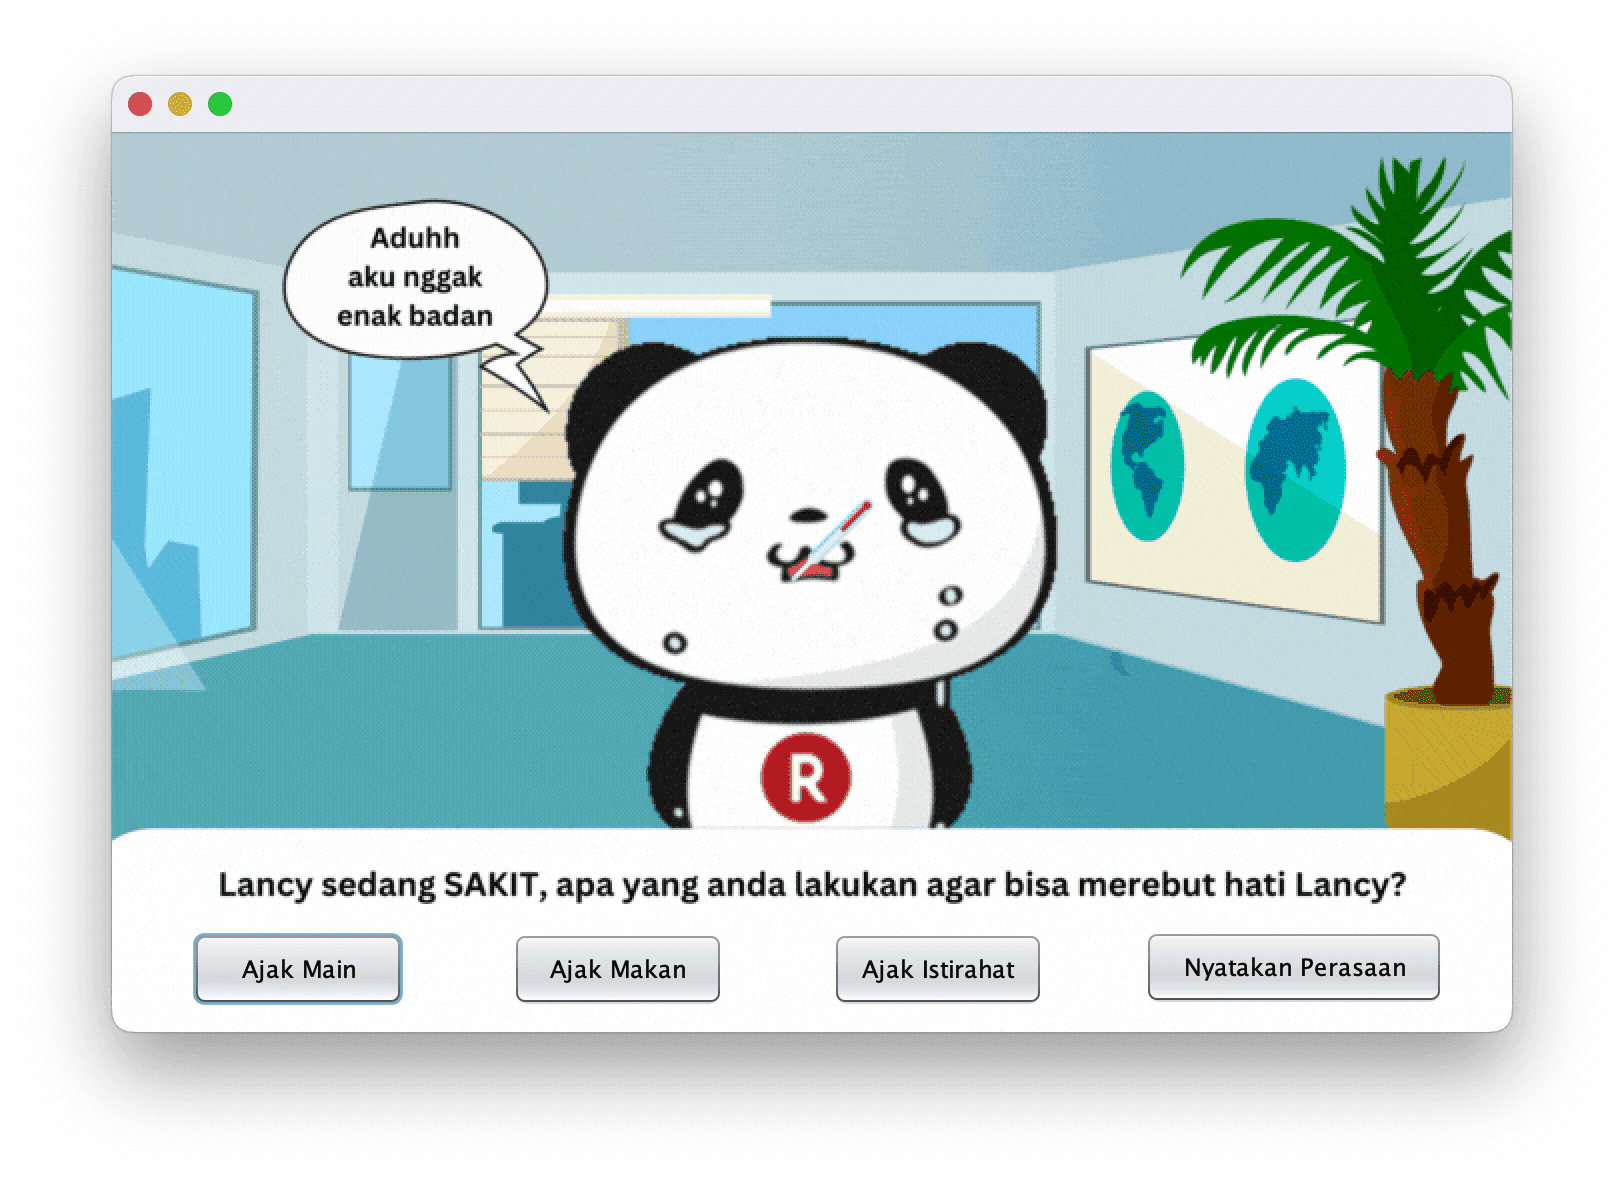 Aduhh
aku nggak
enak badan
R
Lancy sedang SAKIT, apa yang anda lakukan agar bisa merebut hati Lancy?
Ajak Main
Ajak Makan
Ajak Istirahat
Nyatakan Perasaan